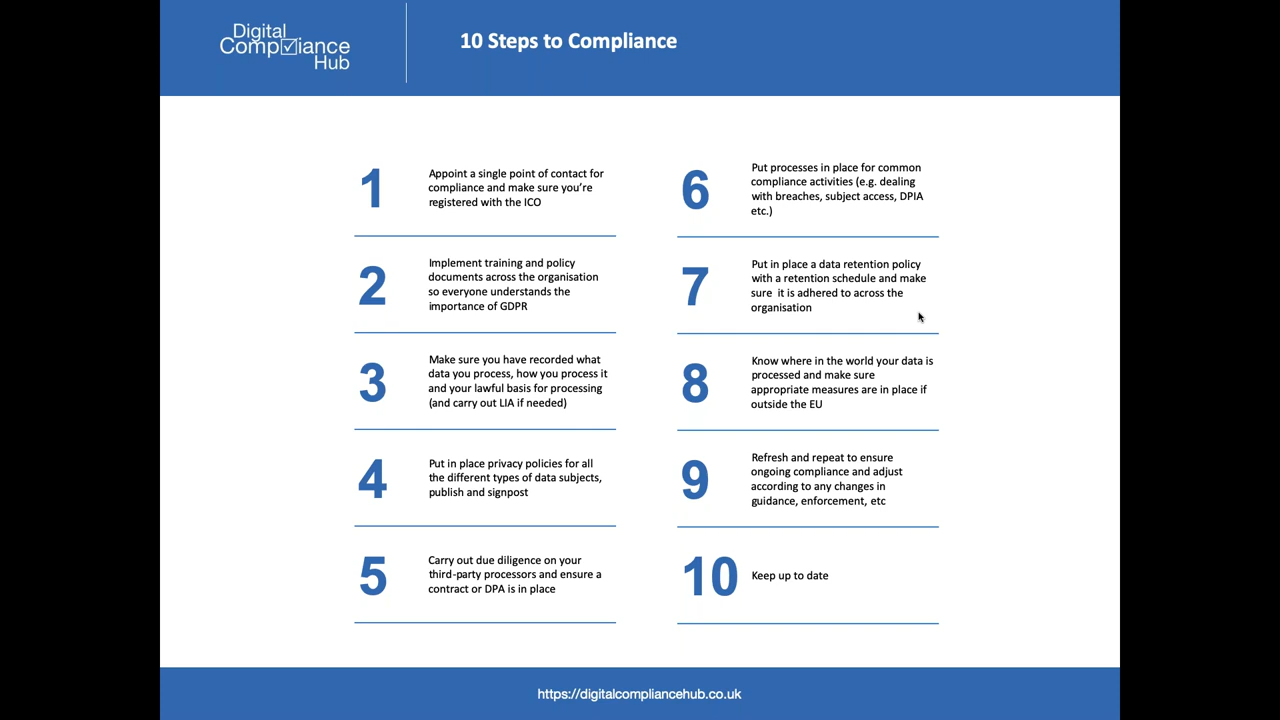 Digital
Compliance
Hub
10 Steps to Compliance
1
Appoint a single point of contact for
compliance and make sure you're
registered with the ICO
2
Implement training and policy
documents across the organisation
so everyone understands the
importance of GDPR
3
Make sure you have recorded what
data you process, how you process it
and your lawful basis for processing
(and carry out LIA if needed)
4
Put in place privacy policies for all
the different types of data subjects,
publish and signpost
5
Carry out due diligence on your
third-party processors and ensure a
contract or DPA is in place
6
Put processes in place for common
compliance activities (e.g. dealing
with breaches, subject access, DPIA
etc.)
7
Put in place a data retention policy
with a retention schedule and make
sure  it is adhered to across the
organisation
8
Know where in the world your data is
processed and make sure
appropriate measures are in place if
outside the EU
9
Refresh and repeat to ensure
ongoing compliance and adjust
according to any changes in
guidance, enforcement, etc
10
Keep up to date
https://digitalcompliancehub.co.uk